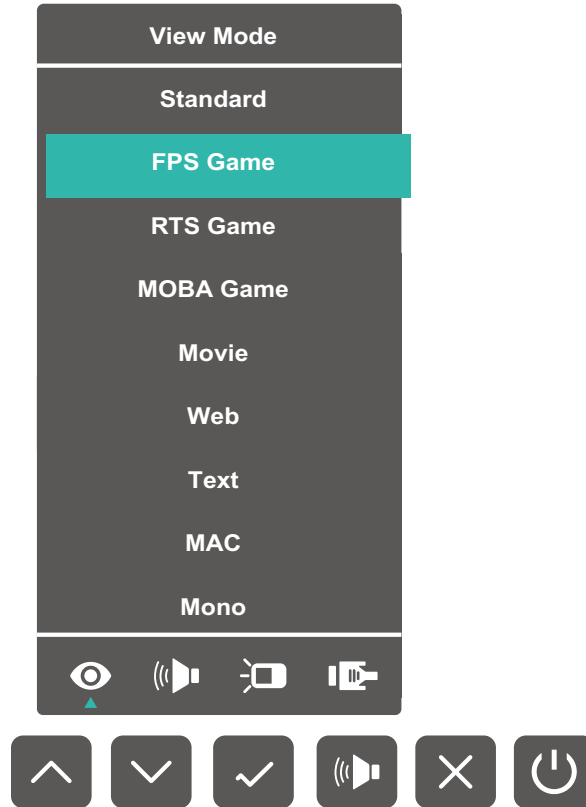 View Mode
Standard
FPS Game
RTS Game
MOBA Game
Movie
Web
Text
MAC
Mono